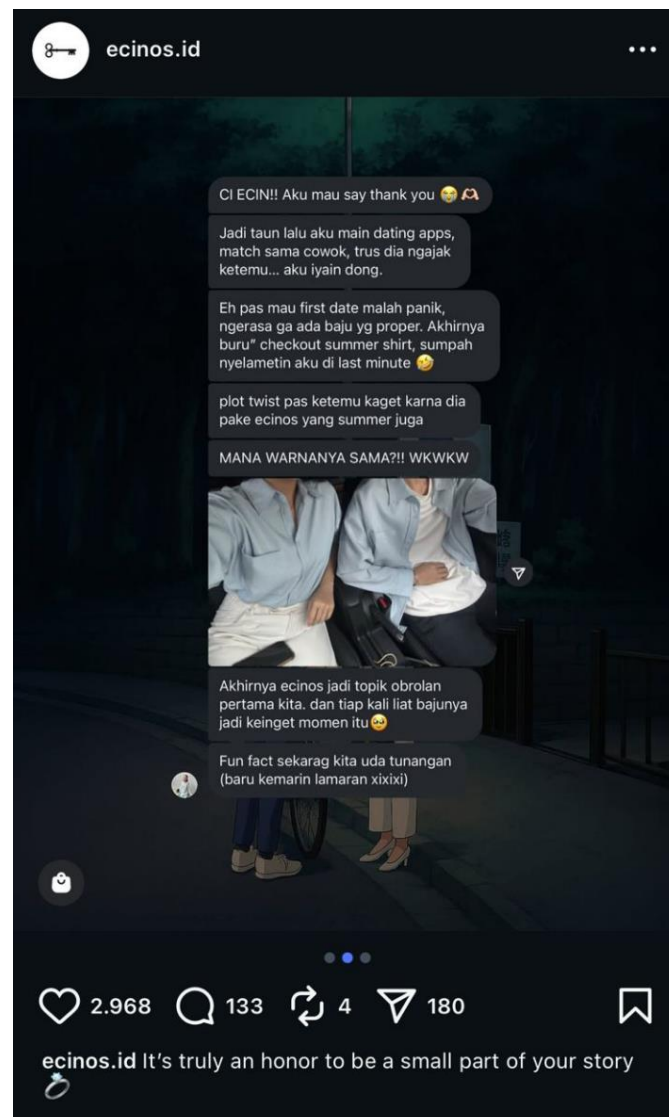 ecinos.id
CI ECIN!! Aku mau say thank you 😭🫶🏻
Jadi taun lalu aku main dating apps,
match sama cowok, trus dia ngajak
ketemu... aku iyain dong.
Eh pas mau first date malah panik,
ngerasa ga ada baju yg proper. Akhirnya
buru" checkout summer shirt, sumpah
nyelametin aku di last minute 🤣
plot twist pas ketemu kaget karna dia
pake ecinos yang summer juga
MANA WARNANYA SAMA?!! WKWKW
Akhirnya ecinos jadi topik obrolan
pertama kita. dan tiap kali liat bajunya
jadi keinget momen itu🥹
Fun fact sekarag kita uda tunangan
(baru kemarin lamaran xixixi)
2.968 133 4 180
ecinos.id It’s truly an honor to be a small part of your story
💍